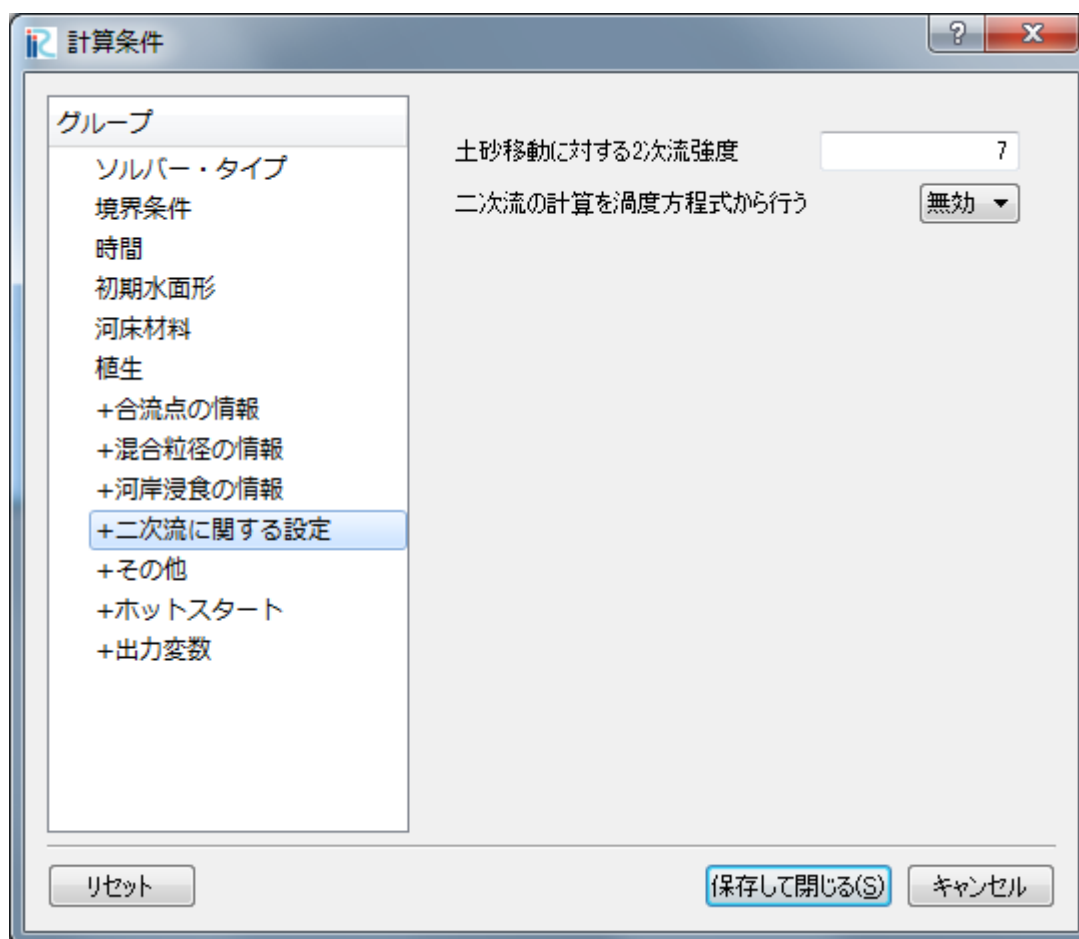 計算条件
グループ
ソルバー・タイプ
境界条件
時間
初期水面形
河床材料
植生
+合流点の情報
+混合粒径の情報
+河岸浸食の情報
+二次流に関する設定
+その他
+ホットスタート
+出力変数
土砂移動に対する2次流強度 7
二次流の計算を渦度方程式から行う 無効
リセット 保存して閉じる(S) キャンセル